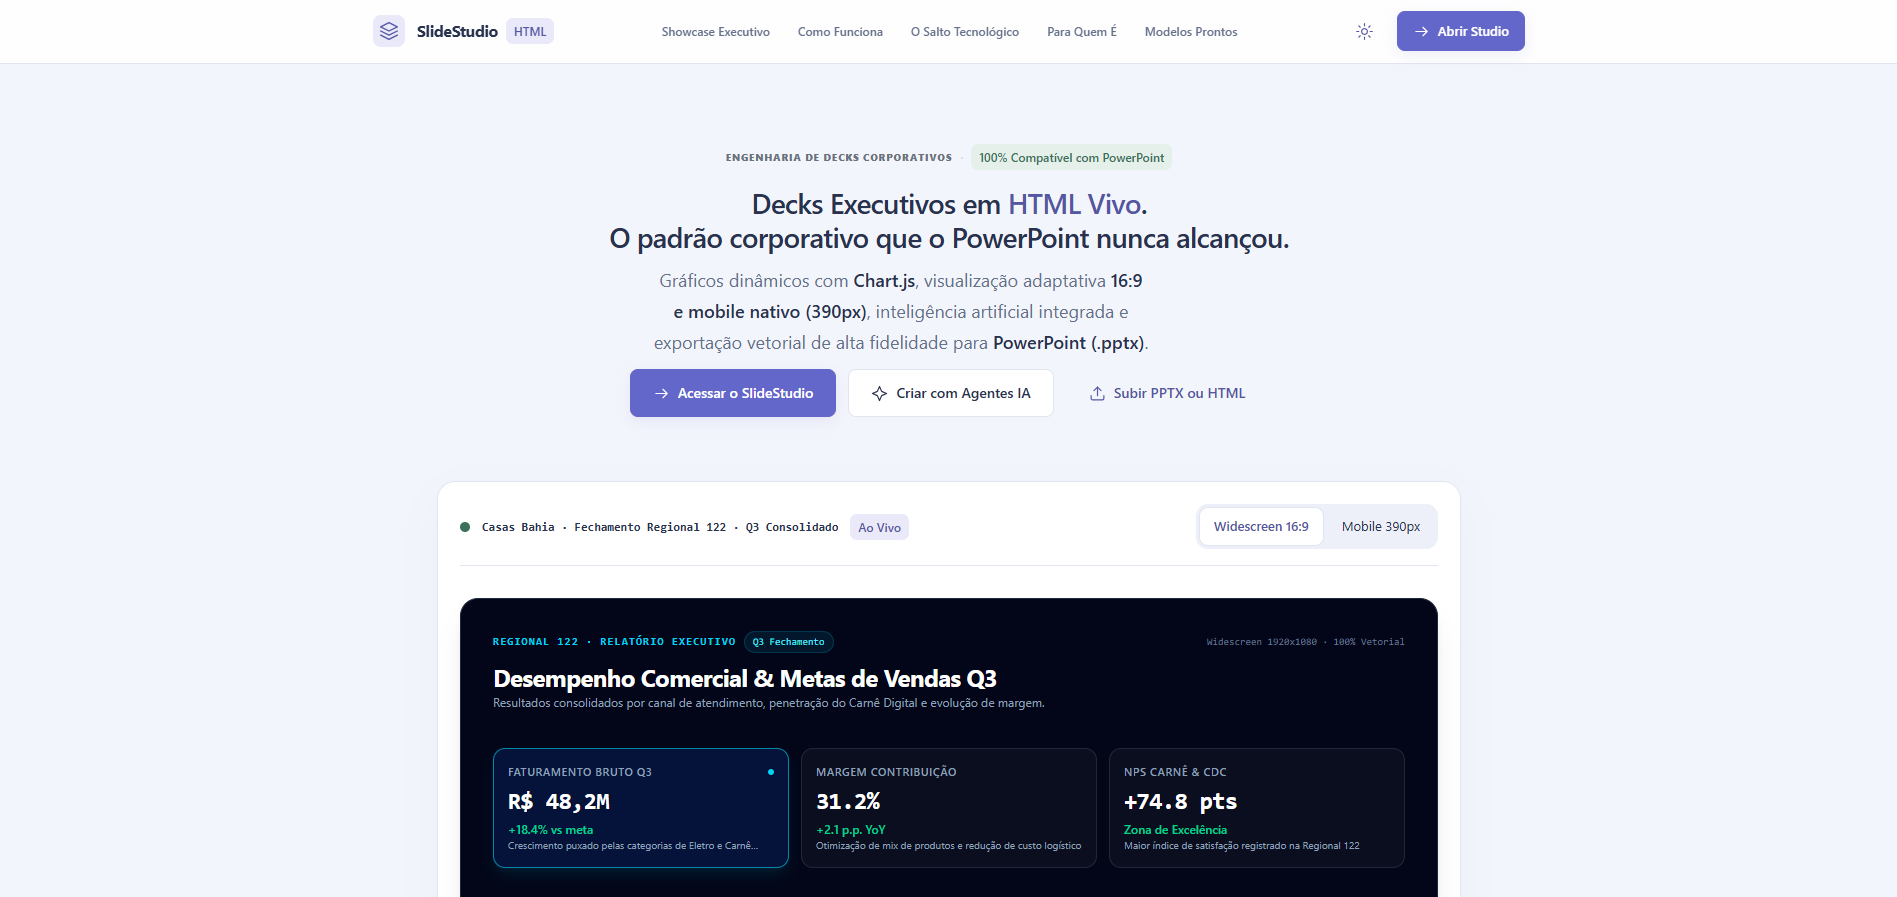 SlideStudio HTML
Showcase Executivo Como Funciona O Salto Tecnológico Para Quem É Modelos Prontos
Abrir Studio
ENGENHARIA DE DECKS CORPORATIVOS · 100% Compatível com PowerPoint
Decks Executivos em HTML Vivo.
O padrão corporativo que o PowerPoint nunca alcançou.
Gráficos dinâmicos com Chart.js, visualização adaptativa 16:9
e mobile nativo (390px), inteligência artificial integrada e
exportação vetorial de alta fidelidade para PowerPoint (.pptx).
Acessar o SlideStudio Criar com Agentes IA Subir PPTX ou HTML
Casas Bahia · Fechamento Regional 122 · Q3 Consolidado Ao Vivo
Widescreen 16:9 Mobile 390px
REGIONAL 122 · RELATÓRIO EXECUTIVO Q3 Fechamento
Widescreen 1920x1080 · 100% Vetorial
Desempenho Comercial & Metas de Vendas Q3
Resultados consolidados por canal de atendimento, penetração do Carnê Digital e evolução de margem.
FATURAMENTO BRUTO Q3
R$ 48,2M
+18.4% vs meta
Crescimento puxado pelas categorias de Eletro e Carnê...
MARGEM CONTRIBUIÇÃO
31.2%
+2.1 p.p. YoY
Otimização de mix de produtos e redução de custo logístico
NPS CARNÊ & CDC
+74.8 pts
Zona de Excelência
Maior índice de satisfação registrado na Regional 122